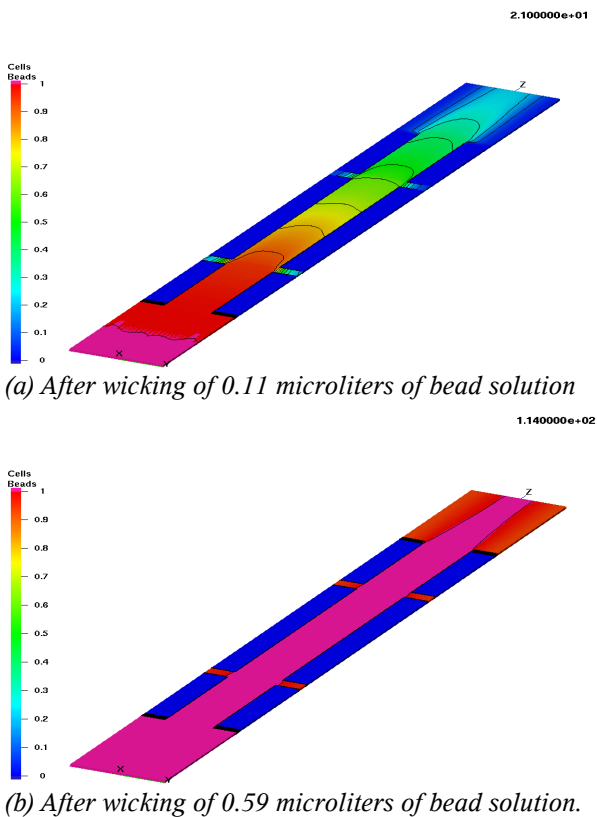 2.100000e+01
Cells
Beads
1
0.9
0.8
0.7
0.6
0.5
0.4
0.3
0.2
0.1
0
Z
X
Y
(a) After wicking of 0.11 microliters of bead solution
1.140000e+02
Cells
Beads
1
0.9
0.8
0.7
0.6
0.5
0.4
0.3
0.2
0.1
0
Z
X
Y
(b) After wicking of 0.59 microliters of bead solution.